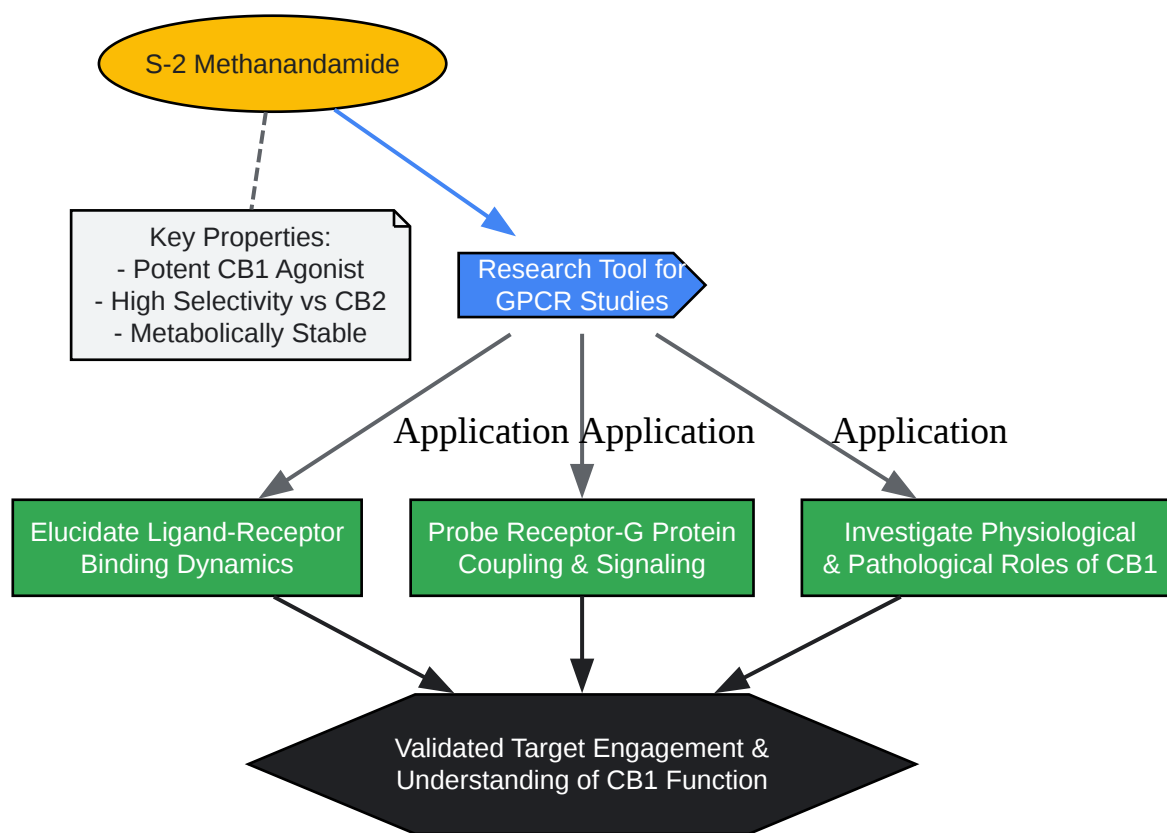 S-2 Methanandamide
Key Properties:
- Potent CB1 Agonist
- High Selectivity vs CB2
- Metabolically Stable
Research Tool for
GPCR Studies
Application
Application
Application
Elucidate Ligand-Receptor
Binding Dynamics
Probe Receptor-G Protein
Coupling & Signaling
Investigate Physiological
& Pathological Roles of CB1
Validated Target Engagement &
Understanding of CB1 Function